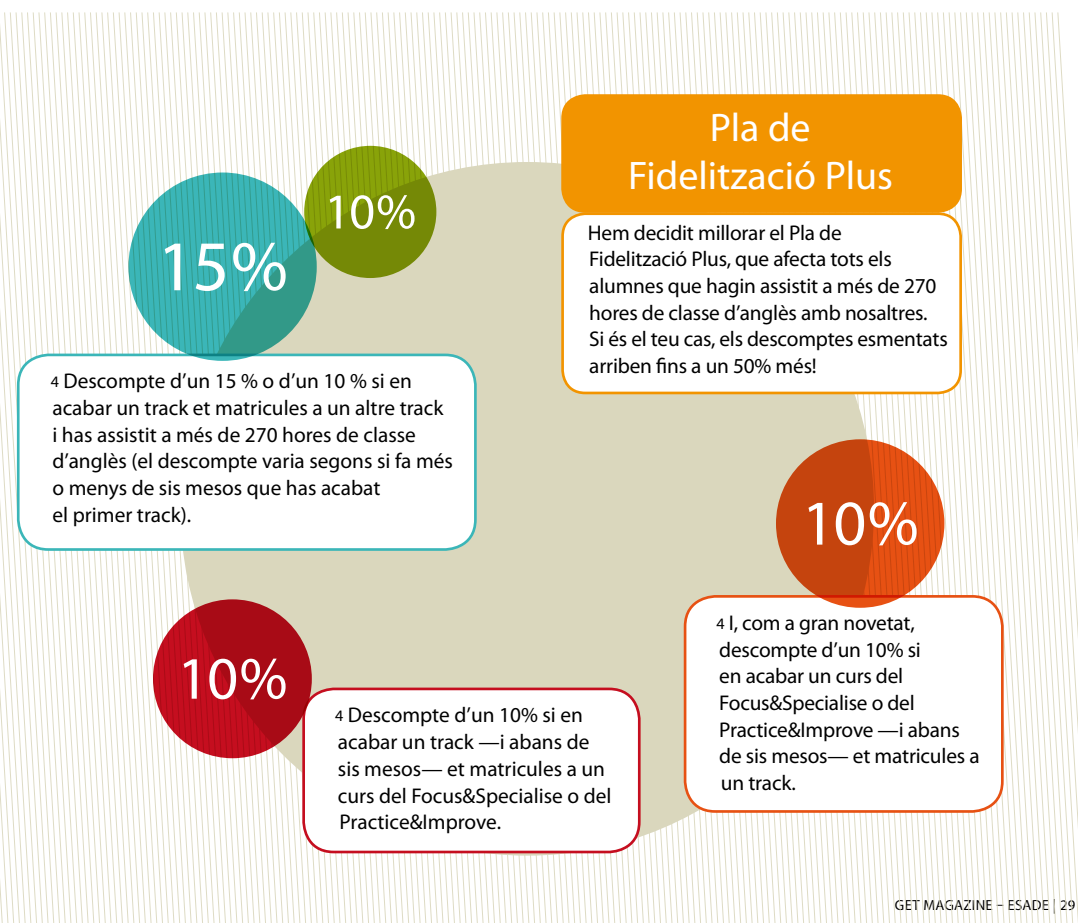 Pla de
Fidelització Plus
Hem decidit millorar el Pla de
Fidelització Plus, que afecta tots els
alumnes que hagin assistit a més de 270
hores de classe d’anglès amb nosaltres.
Si és el teu cas, els descomptes esmentats
arriben fins a un 50% més!
15%
10%
4 Descompte d’un 15 % o d’un 10 % si en
acabar un track et matricules a un altre track
i has assistit a més de 270 hores de classe
d’anglès (el descompte varia segons si fa més
o menys de sis mesos que has acabat
el primer track).
10%
4 I, com a gran novetat,
descompte d’un 10% si
en acabar un curs del
Focus&Specialise o del
Practice&Improve —i abans
de sis mesos— et matricules a
un track.
10%
4 Descompte d’un 10% si en
acabar un track —i abans de
sis mesos— et matricules a un
curs del Focus&Specialise o del
Practice&Improve.
GET MAGAZINE – ESADE | 29